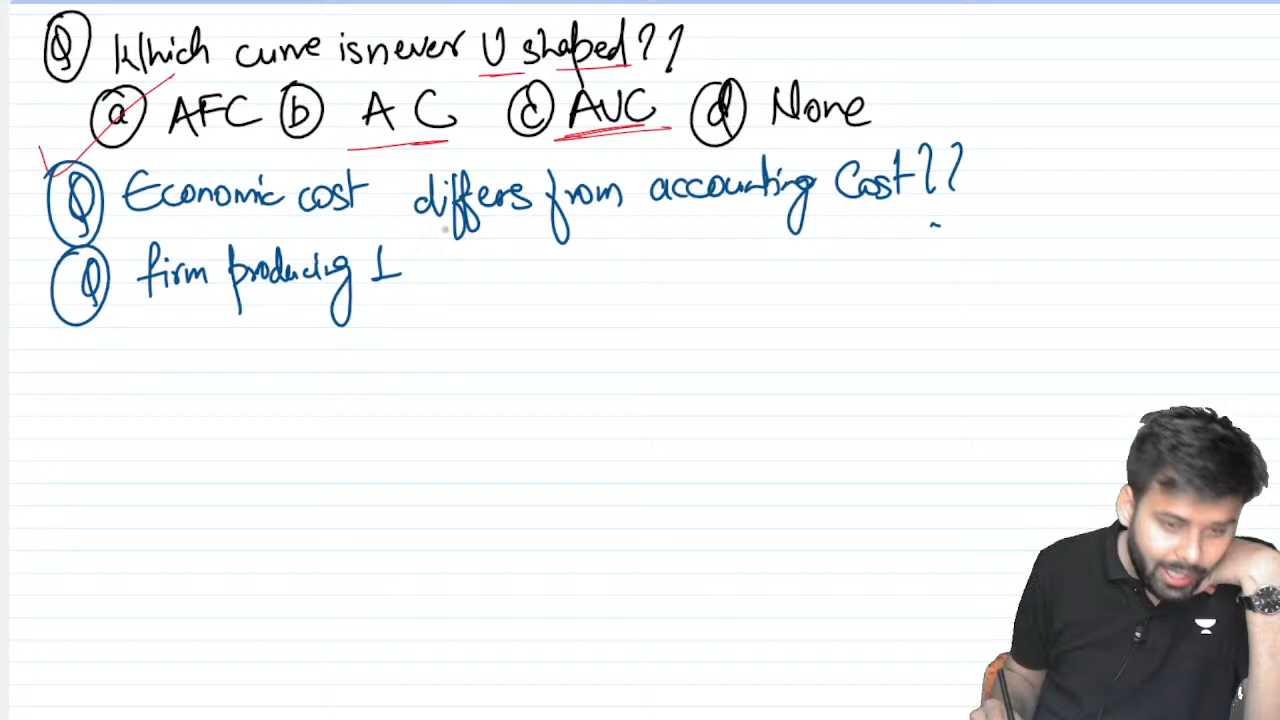 Q Which curve is never U shaped??
a AFC b AC c AVC d None
Q Economic cost differs from accounting Cost??
Q firm producing 1